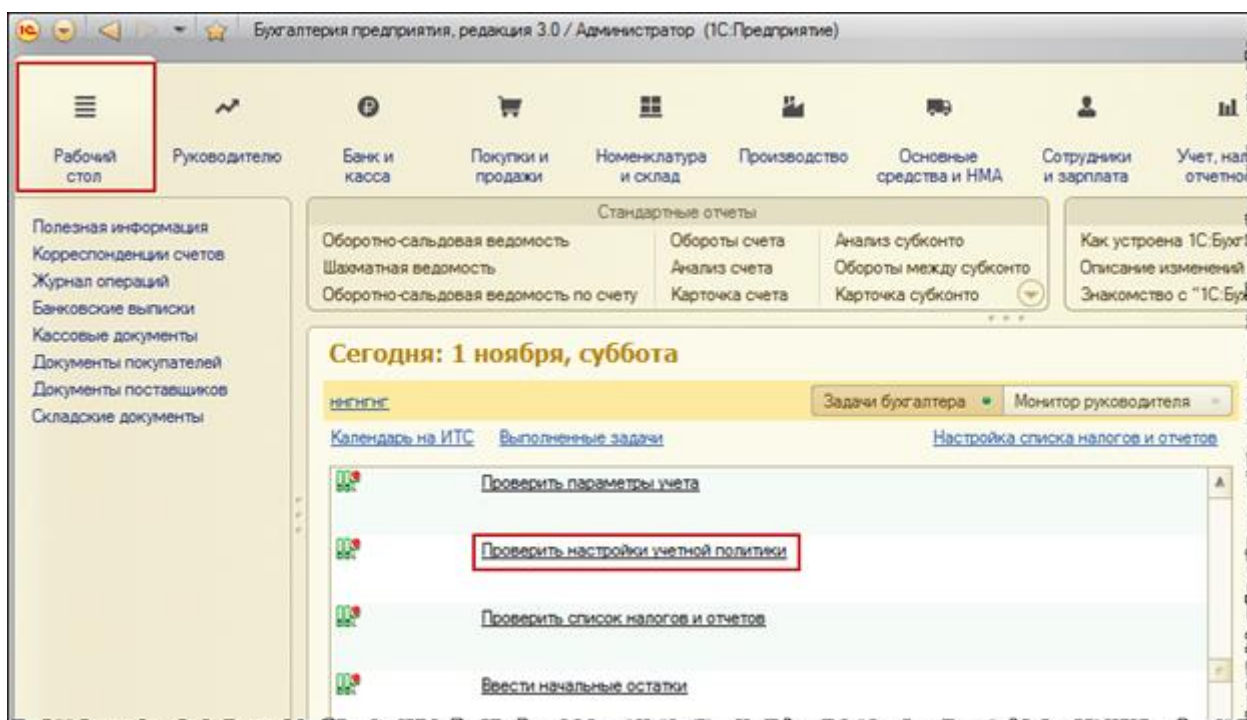 Бухгалтерия предприятия, редакция 3.0 / Администратор (1С:Предприятие)
Рабочий стол
Руководителю
Банк и касса
Покупки и продажи
Номенклатура и склад
Производство
Основные средства и НМА
Сотрудники и зарплата
Учет,
Полезная информация
Корреспонденции счетов
Журнал операций
Банковские выписки
Кассовые документы
Документы покупателей
Документы поставщиков
Складские документы
Стандартные отчеты
Оборотно-сальдовая ведомость Обороты счета Анализ субконто
Шахматная ведомость Анализ счета Обороты между субконто
Оборотно-сальдовая ведомость по счету Карточка счета Карточка субконто
Как устроена 1С:Бухг
Описание изменений
Знакомство с "1С:Бух
Сегодня: 1 ноября, суббота
ннгнгнг Задачи бухгалтера Монитор руководителя
Календарь на ИТС Выполненные задачи Настройка списка налогов и отчетов
Проверить параметры учета
Проверить настройки учетной политики
Проверить список налогов и отчетов
Ввести начальные остатки